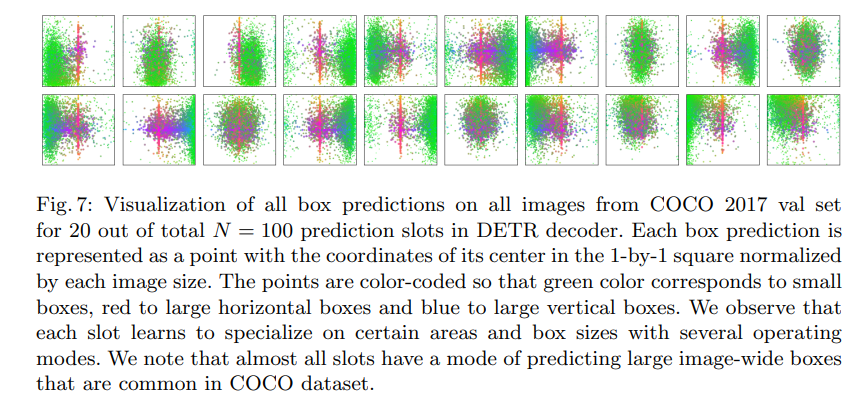 Fig. 7: Visualization of all box predictions on all images from COCO 2017 val set
for 20 out of total N = 100 prediction slots in DETR decoder. Each box prediction is
represented as a point with the coordinates of its center in the 1-by-1 square normalized
by each image size. The points are color-coded so that green color corresponds to small
boxes, red to large horizontal boxes and blue to large vertical boxes. We observe that
each slot learns to specialize on certain areas and box sizes with several operating
modes. We note that almost all slots have a mode of predicting large image-wide boxes
that are common in COCO dataset.